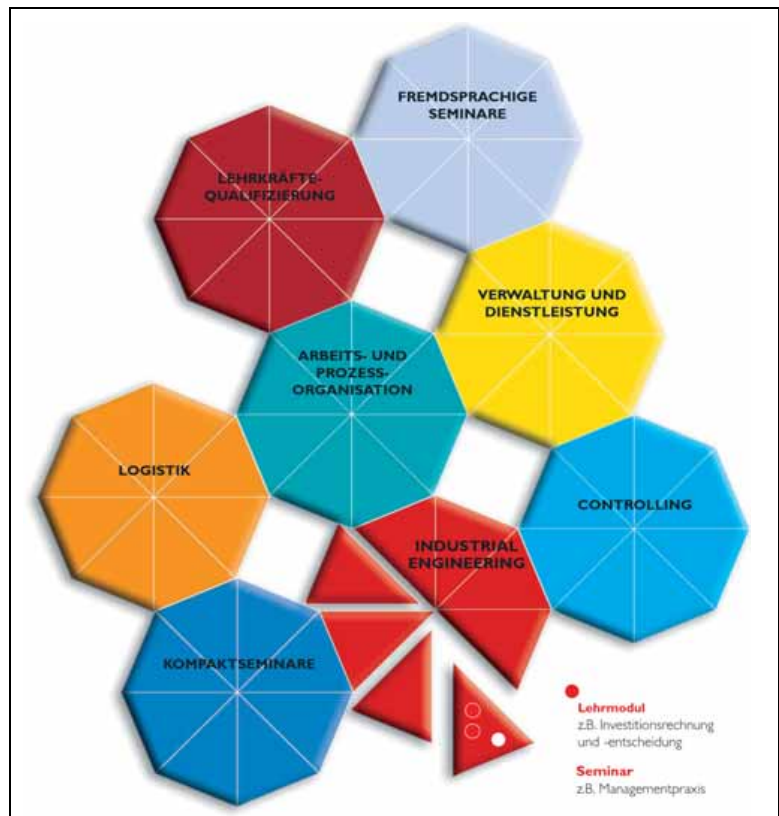 FREMDSPRACHIGE
SEMINARE
LEHRKRÄFTE-
QUALIFIZIERUNG
VERWALTUNG UND
DIENSTLEISTUNG
ARBEITS- UND
PROZESS-
ORGANISATION
LOGISTIK
CONTROLLING
INDUSTRIAL
ENGINEERING
KOMPAKTSEMINARE
Lehrmodul
z.B. Investitionsrechnung
und -entscheidung
Seminar
z.B. Managementpraxis